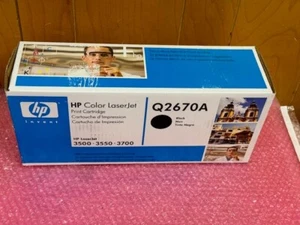 hp
invent
HP Color LaserJet
Print Cartridge
Cartouche d'impression
Cartucho de Impresión
HP LaserJet
3500 · 3550 · 3700
Q2670A
Black
Noir